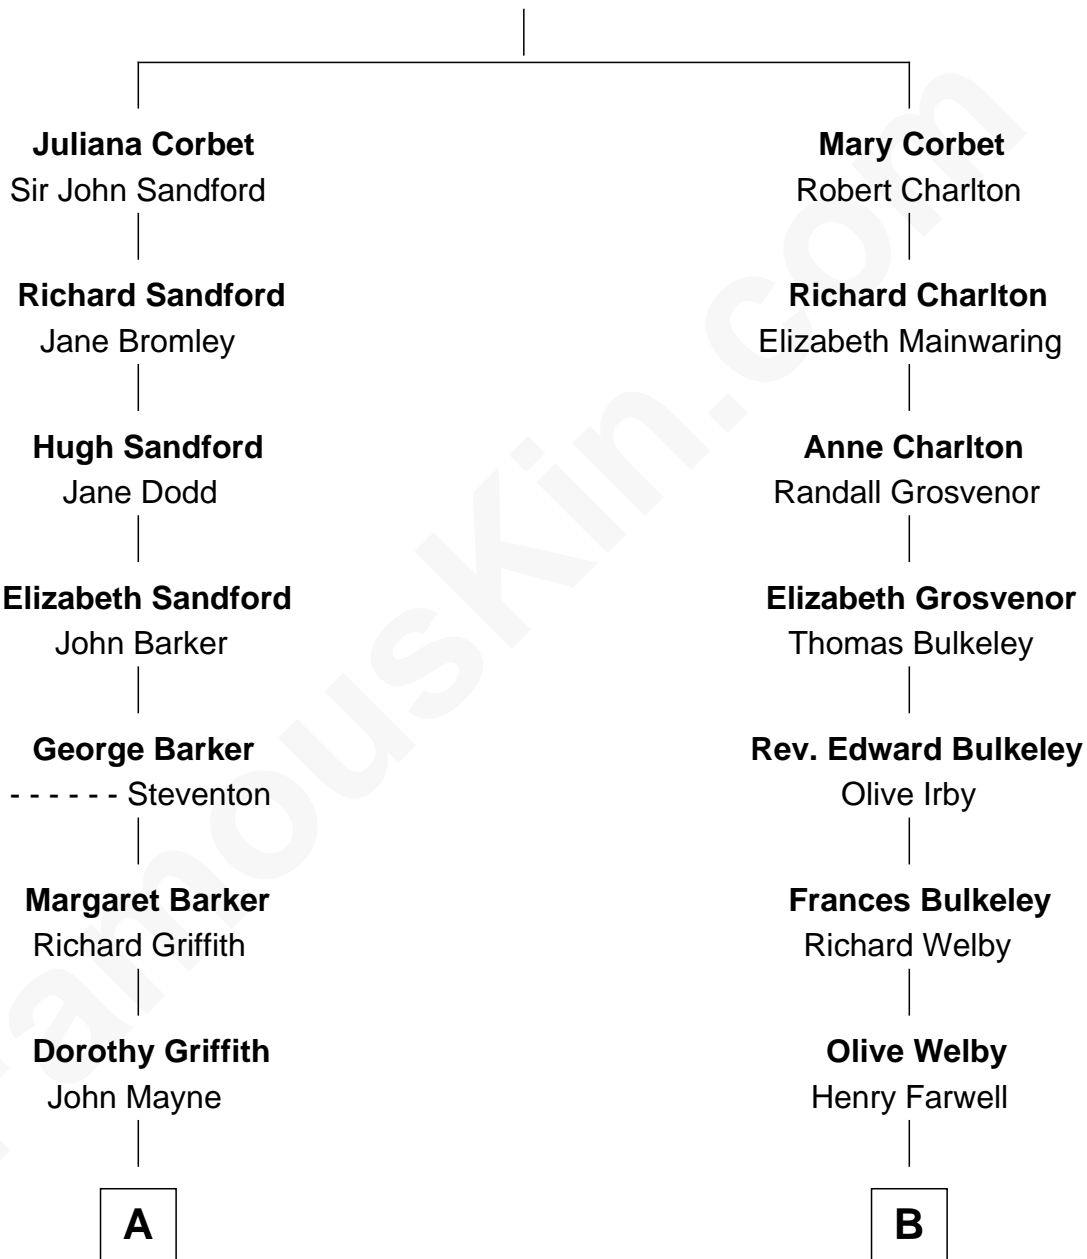 Juliana Corbet
Sir John Sandford
Richard Sandford
Jane Bromley
Hugh Sandford
Jane Dodd
Elizabeth Sandford
John Barker
George Barker
- - - - - - Steventon
Margaret Barker
Richard Griffith
Dorothy Griffith
John Mayne
A
Mary Corbet
Robert Charlton
Richard Charlton
Elizabeth Mainwaring
Anne Charlton
Randall Grosvenor
Elizabeth Grosvenor
Thomas Bulkeley
Rev. Edward Bulkeley
Olive Irby
Frances Bulkeley
Richard Welby
Olive Welby
Henry Farwell
B
FamousKin.com